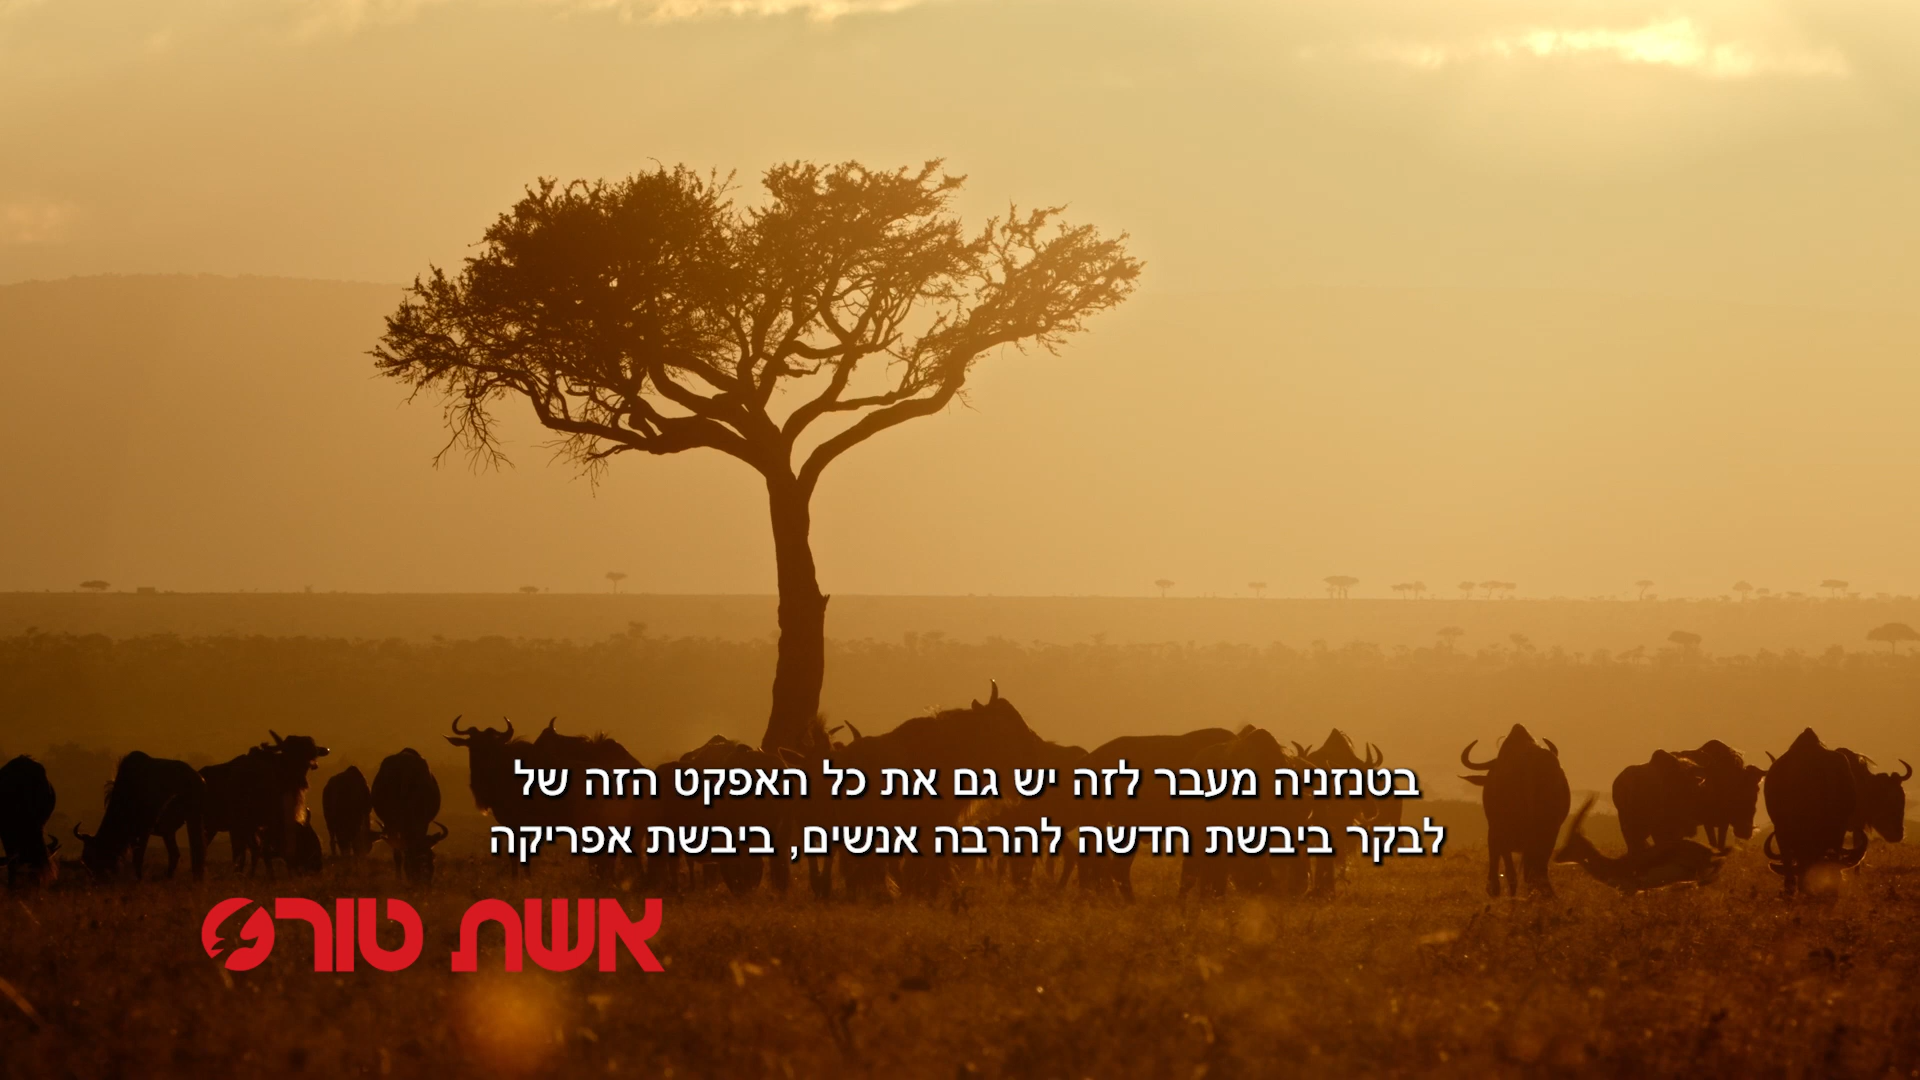 בטנזניה מעבר לזה יש גם את כל האפקט הזה של
לבקר ביבשת חדשה להרבה אנשים, ביבשת אפריקה
אשת טורס